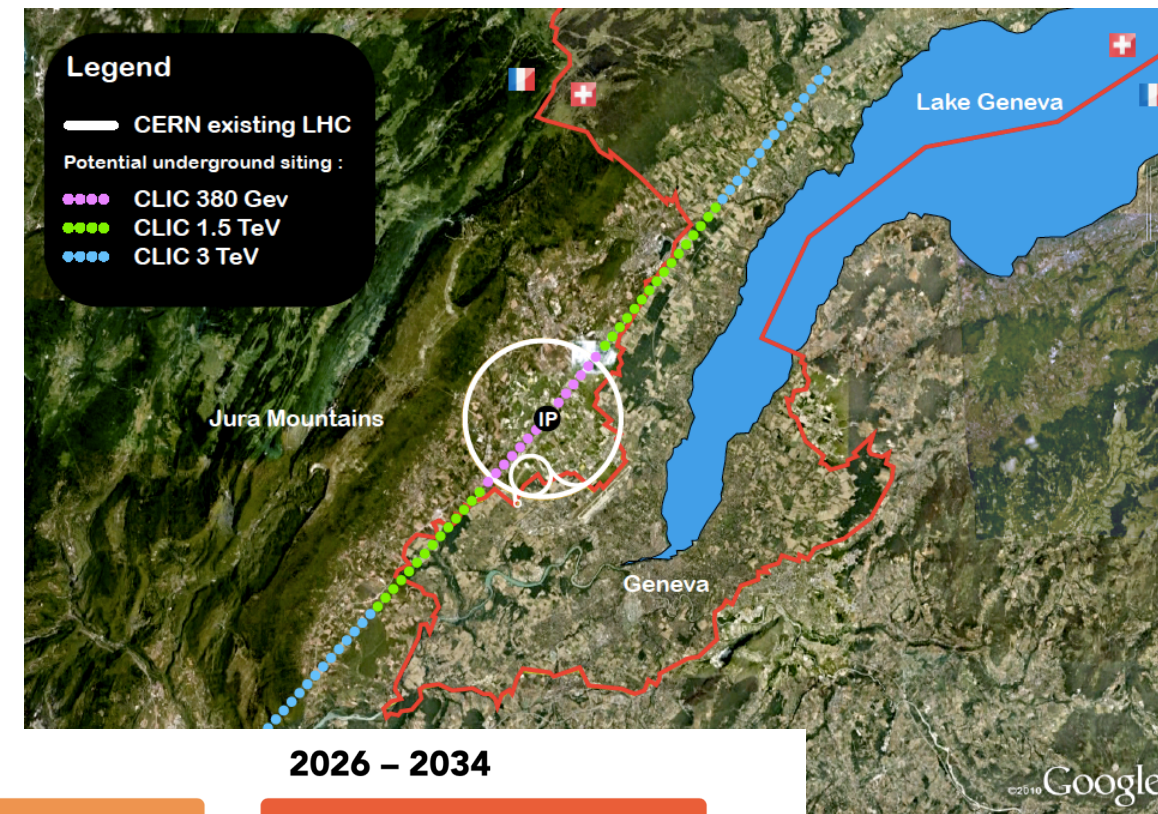 Legend
CERN existing LHC
Potential underground siting :
CLIC 380 Gev
CLIC 1.5 TeV
CLIC 3 TeV
Lake Geneva
Jura Mountains
IP
Geneva
2026 – 2034
©2010 Google